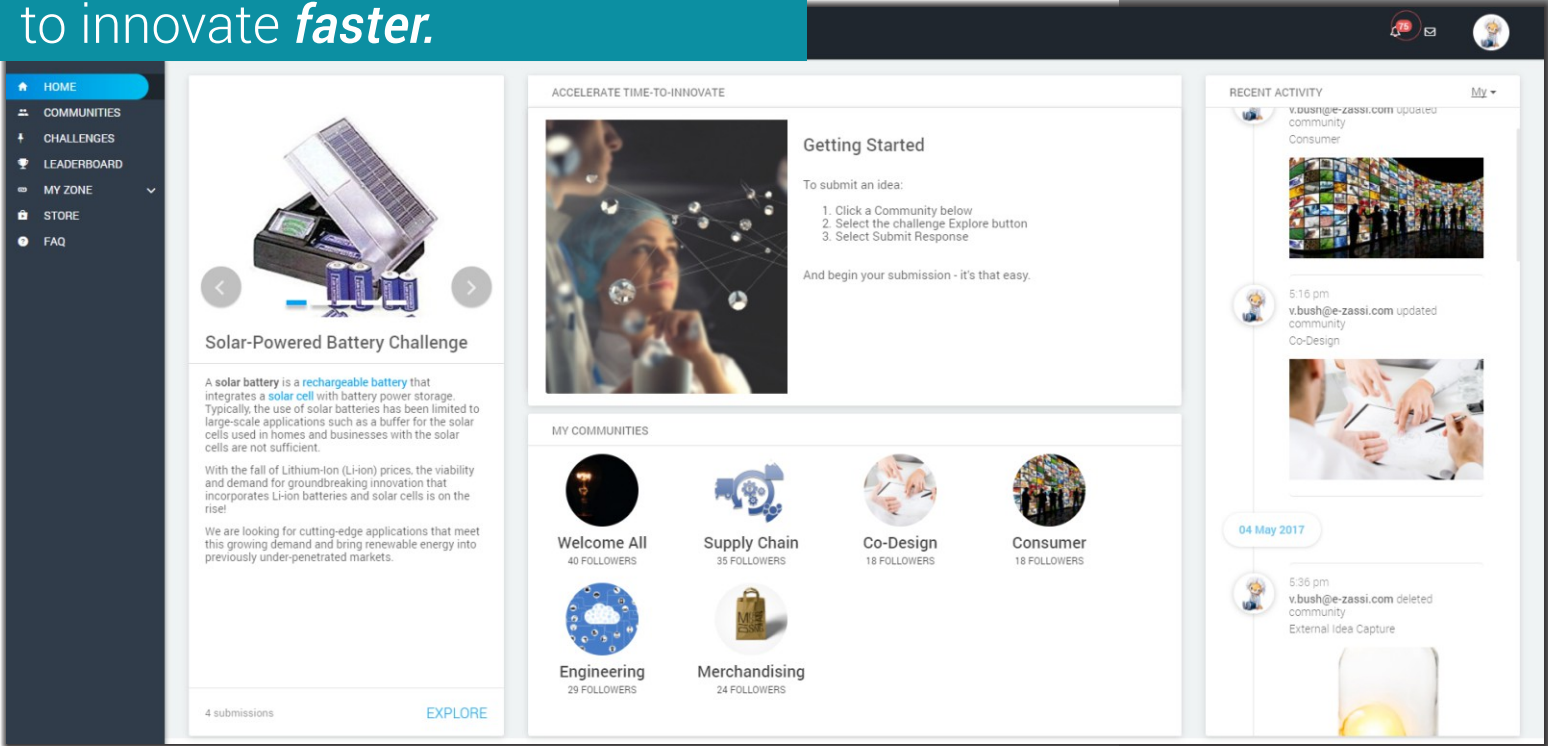 to innovate faster.
75
HOME
COMMUNITIES
CHALLENGES
LEADERBOARD
MY ZONE
STORE
FAQ
Solar-Powered Battery Challenge
A solar battery is a rechargeable battery that
integrates a solar cell with battery power storage.
Typically, the use of solar batteries has been limited to
large-scale applications such as a buffer for the solar
cells used in homes and businesses with the solar
cells are not sufficient.
With the fall of Lithium-Ion (Li-ion) prices, the viability
and demand for groundbreaking innovation that
incorporates Li-ion batteries and solar cells is on the
rise!
We are looking for cutting-edge applications that meet
this growing demand and bring renewable energy into
previously under-penetrated markets.
4 submissions
EXPLORE
ACCELERATE TIME-TO-INNOVATE
Getting Started
To submit an idea:
1. Click a Community below
2. Select the challenge Explore button
3. Select Submit Response
And begin your submission - it's that easy.
MY COMMUNITIES
Welcome All
40 FOLLOWERS
Supply Chain
35 FOLLOWERS
Co-Design
18 FOLLOWERS
Consumer
18 FOLLOWERS
Engineering
29 FOLLOWERS
Merchandising
24 FOLLOWERS
RECENT ACTIVITY
My
v.bush@e-zassi.com updated
community
Consumer
5:16 pm
v.bush@e-zassi.com updated
community
Co-Design
04 May 2017
5:36 pm
v.bush@e-zassi.com deleted
community
External Idea Capture